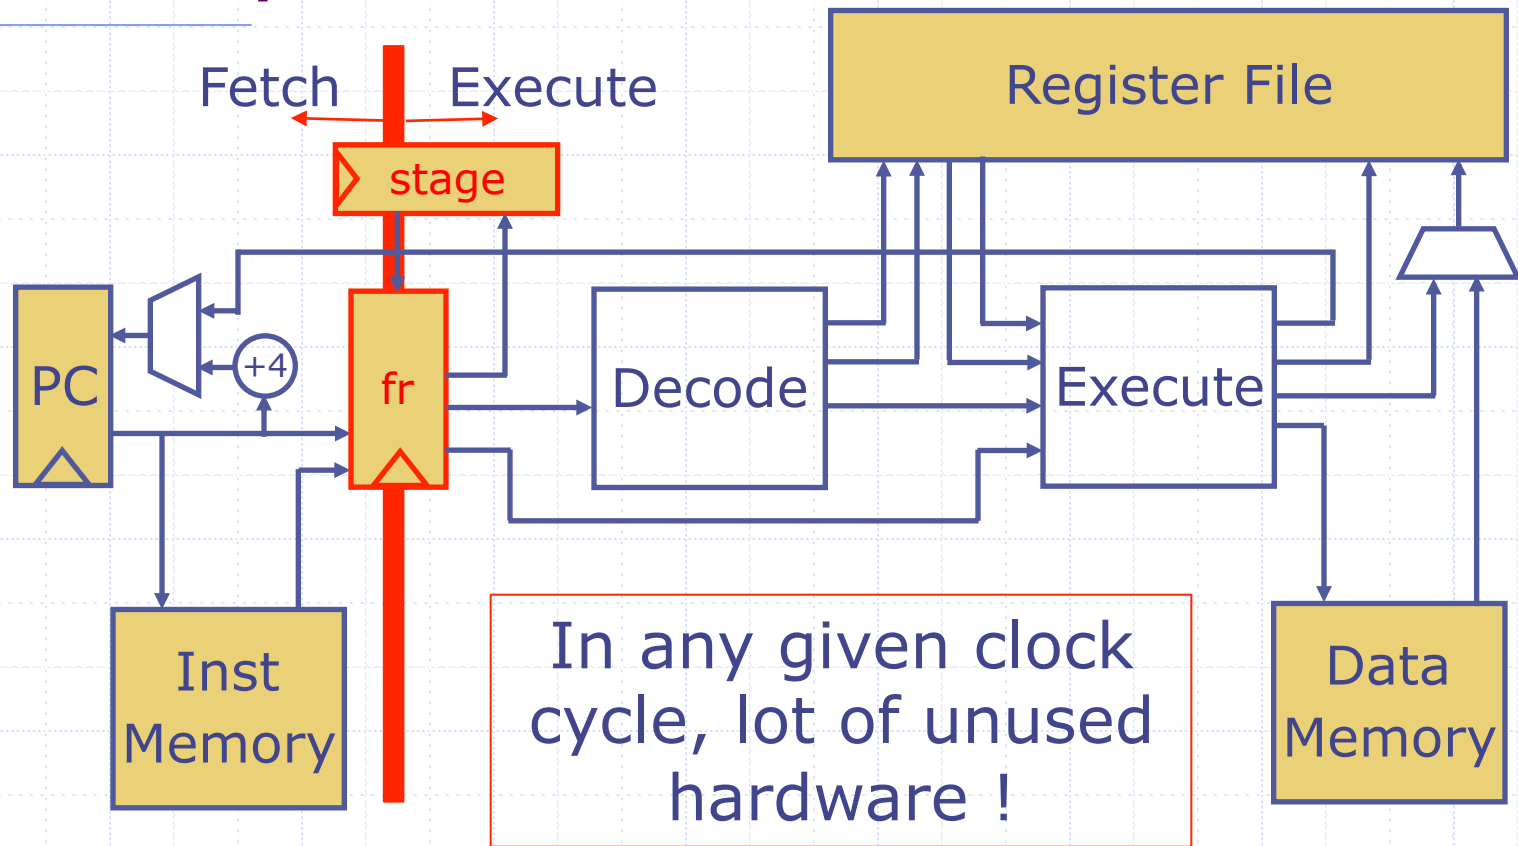 Fetch
Execute
Register File
stage
PC
+4
fr
Decode
Execute
Inst
Memory
In any given clock
cycle, lot of unused
hardware !
Data
Memory